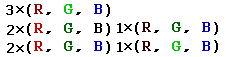 3×(R, G, B)
2×(R, G, B) 1×(R, G, B)
2×(R, G, B) 1×(R, G, B)